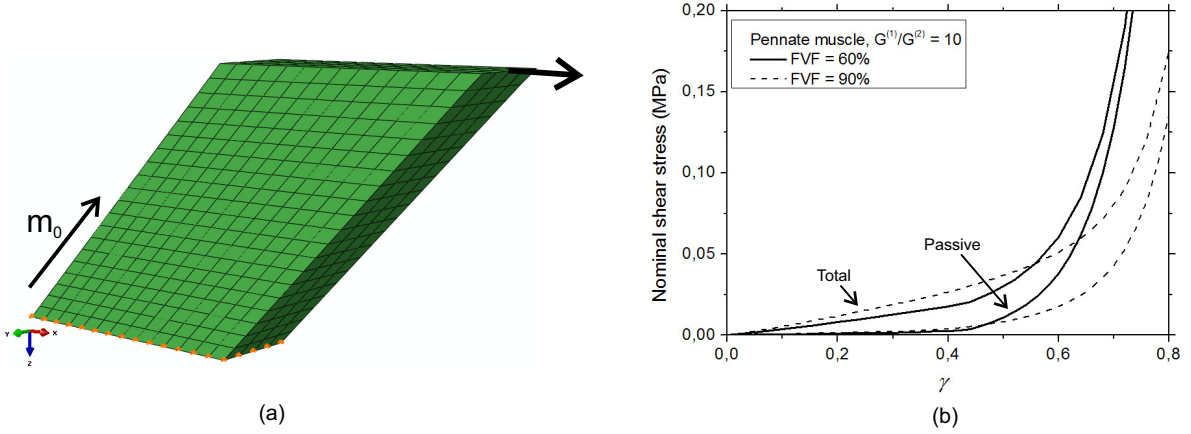 m₀
Y
X
Z
(a)
Nominal shear stress (MPa)
0,20
0,15
0,10
0,05
0,00
Pennate muscle, G⁽¹⁾/G⁽²⁾ = 10
FVF = 60%
FVF = 90%
Passive
Total
0,0 0,2 0,4 0,6 0,8
γ
(b)